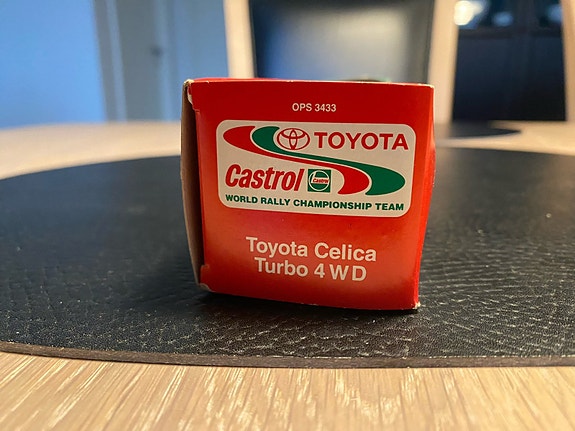 OPS 3433
TOYOTA
Castrol Castrol
WORLD RALLY CHAMPIONSHIP TEAM
Toyota Celica
Turbo 4WD